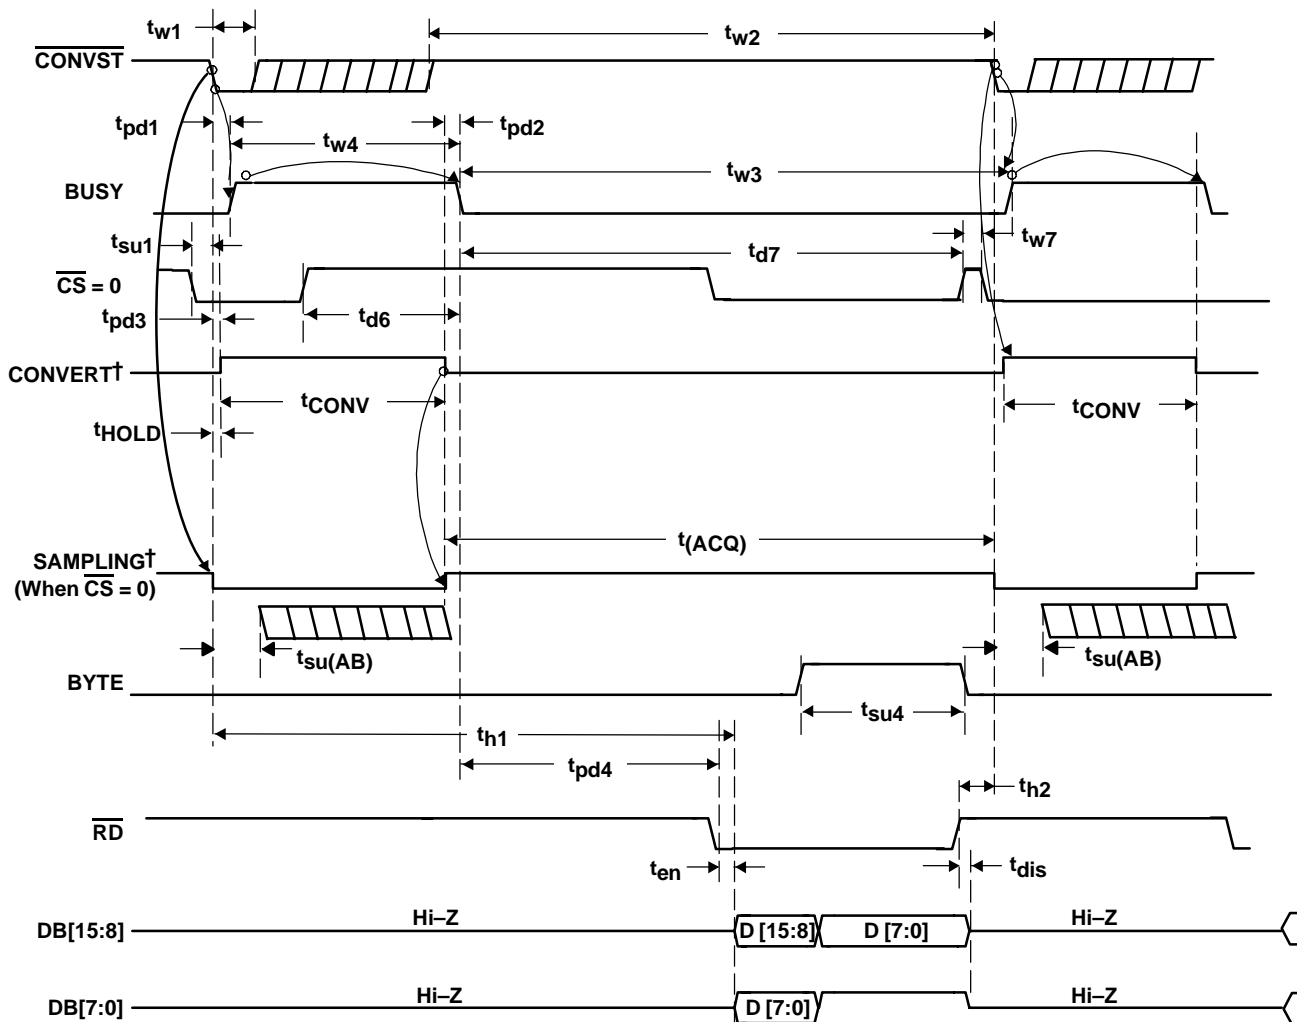 tw1
tw2
CONVST
tpd1
tpd2
tw4
tw3
BUSY
tsu1
tw7
td7
CS = 0
tpd3
td6
CONVERT†
tCONV
tCONV
tHOLD
t(ACQ)
SAMPLING†
(When CS = 0)
tsu(AB)
tsu(AB)
BYTE
tsu4
th1
tpd4
th2
RD
ten
tdis
Hi–Z
Hi–Z
DB[15:8]
D [15:8]
D [7:0]
Hi–Z
Hi–Z
DB[7:0]
D [7:0]